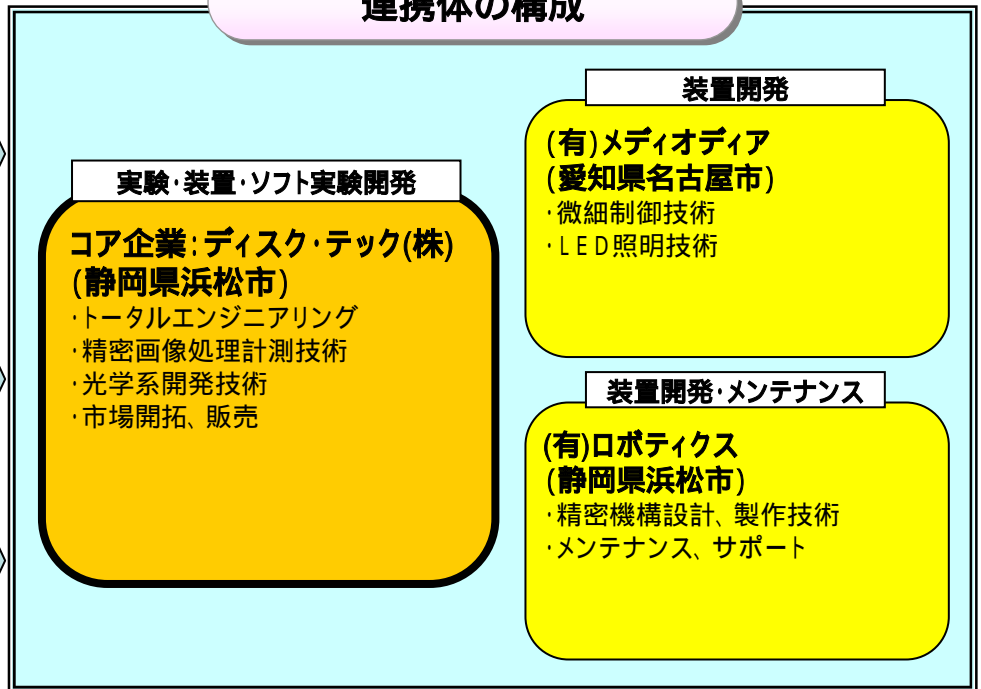 連携体の構成
実験・装置・ソフト実験開発
コア企業：ディスク・テック(株)
(静岡県浜松市)
・トータルエンジニアリング
・精密画像処理計測技術
・光学系開発技術
・市場開拓、販売
装置開発
(有)メディオディア
(愛知県名古屋市)
・微細制御技術
・LED照明技術
装置開発・メンテナンス
(有)ロボティクス
(静岡県浜松市)
・精密機構設計、製作技術
・メンテナンス、サポート